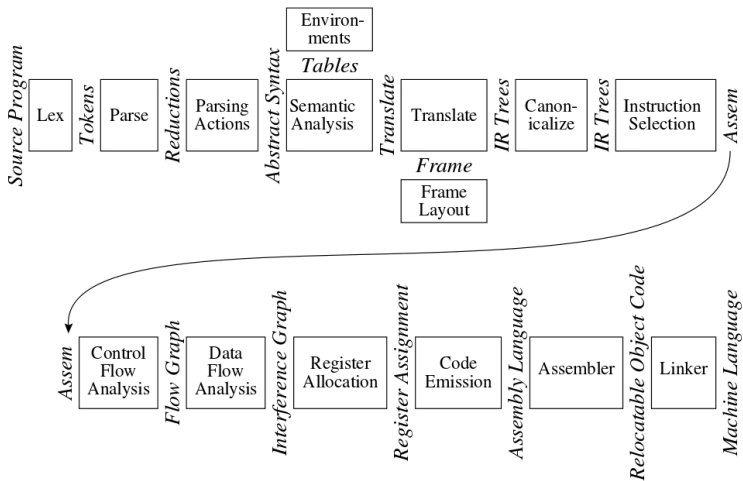 Environ-
ments
Tables
Source Program
Lex
Tokens
Parse
Reductions
Parsing
Actions
Abstract Syntax
Semantic
Analysis
Translate
Translate
IR Trees
Canon-
icalize
IR Trees
Instruction
Selection
Assem
Frame
Frame
Layout
Assem
Control
Flow
Analysis
Flow Graph
Data
Flow
Analysis
Interference Graph
Register
Allocation
Register Assignment
Code
Emission
Assembly Language
Assembler
Relocatable Object Code
Linker
Machine Language